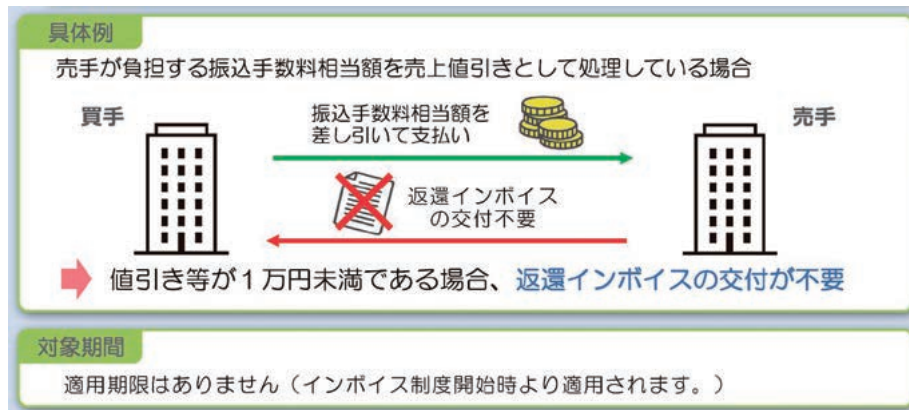 具体例
売手が負担する振込手数料相当額を売上値引きとして処理している場合
買手
振込手数料相当額を
差し引いて支払い
売手
返還インボイス
の交付不要
値引き等が１万円未満である場合、返還インボイスの交付が不要
対象期間
適用期限はありません（インボイス制度開始時より適用されます。）